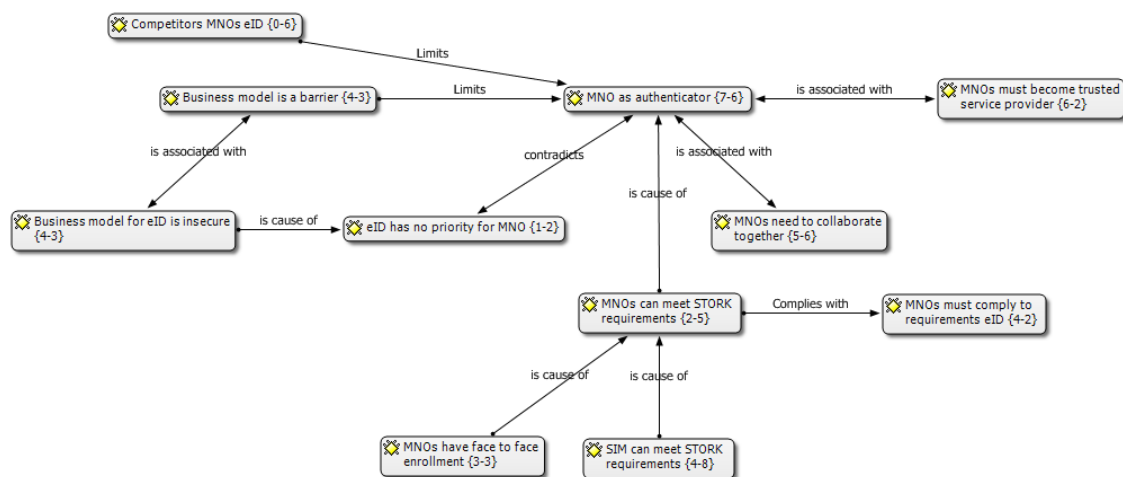 Competitors MNOs eID {0-6}
Limits
Business model is a barrier {4-3}
Limits
MNO as authenticator {7-6}
is associated with
MNOs must become trusted
service provider {6-2}
is associated with
contradicts
is associated with
is cause of
Business model for eID is insecure
{4-3}
is cause of
eID has no priority for MNO {1-2}
MNOs need to collaborate
together {5-6}
MNOs can meet STORK
requirements {2-5}
Complies with
MNOs must comply to
requirements eID {4-2}
is cause of
is cause of
MNOs have face to face
enrollment {3-3}
SIM can meet STORK
requirements {4-8}